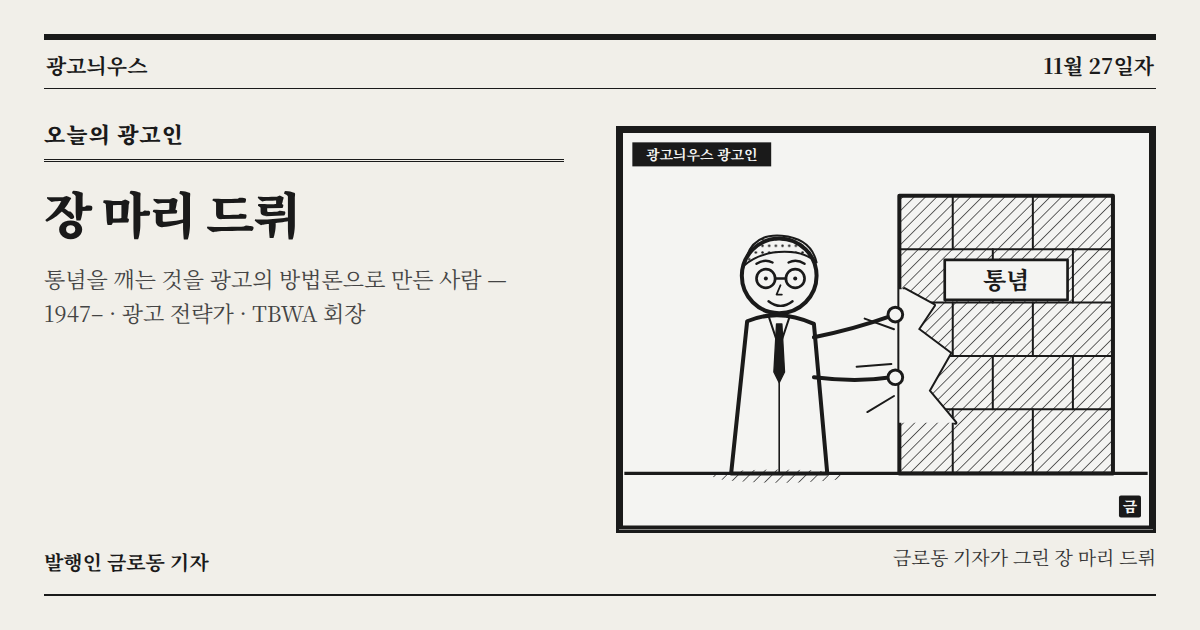 광고늬우스
11월 27일자
오늘의 광고인
장 마리 드뤼
통념을 깨는 것을 광고의 방법론으로 만든 사람 —
1947– · 광고 전략가 · TBWA 회장
광고늬우스 광고인
통념
금
발행인 금로동 기자
금로동 기자가 그린 장 마리 드뤼